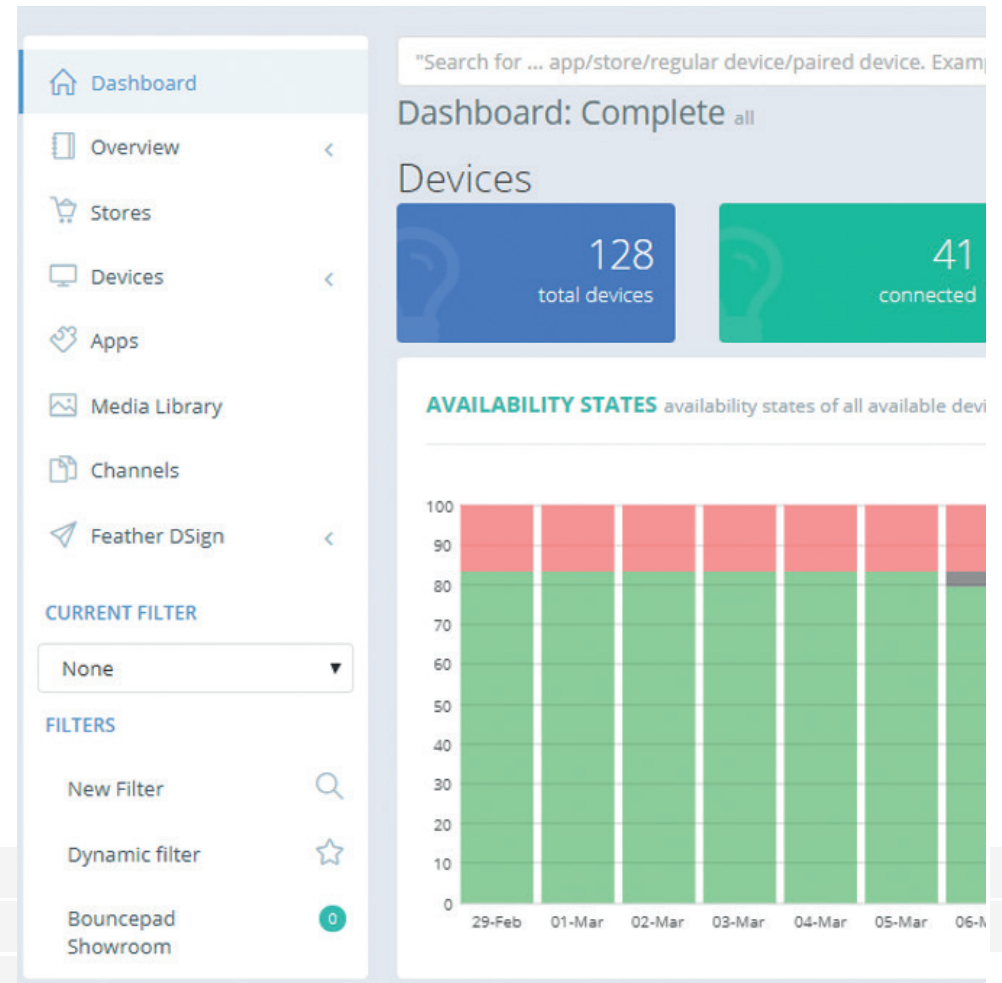 Dashboard
Overview
Stores
Devices
Apps
Media Library
Channels
Feather DSign
CURRENT FILTER
None
FILTERS
New Filter
Dynamic filter
Bouncepad
Showroom
0
"Search for ... app/store/regular device/paired device. Exam
Dashboard: Complete all
Devices
128
total devices
41
connected
AVAILABILITY STATES availability states of all available devi
100
90
80
70
60
50
40
30
20
10
0
29-Feb 01-Mar 02-Mar 03-Mar 04-Mar 05-Mar 06-M